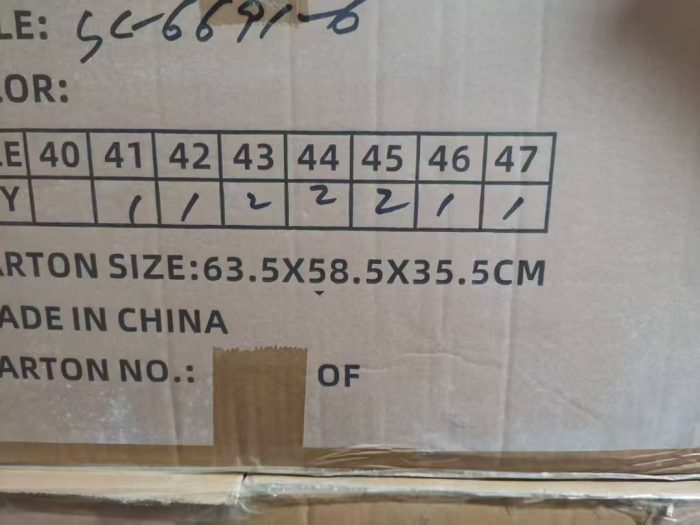 LE: SC-6691-6
LOR:
LE 40 41 42 43 44 45 46 47
Y 1 1 2 2 2 1 1
ARTON SIZE:63.5X58.5X35.5CM
ADE IN CHINA
ARTON NO.: OF